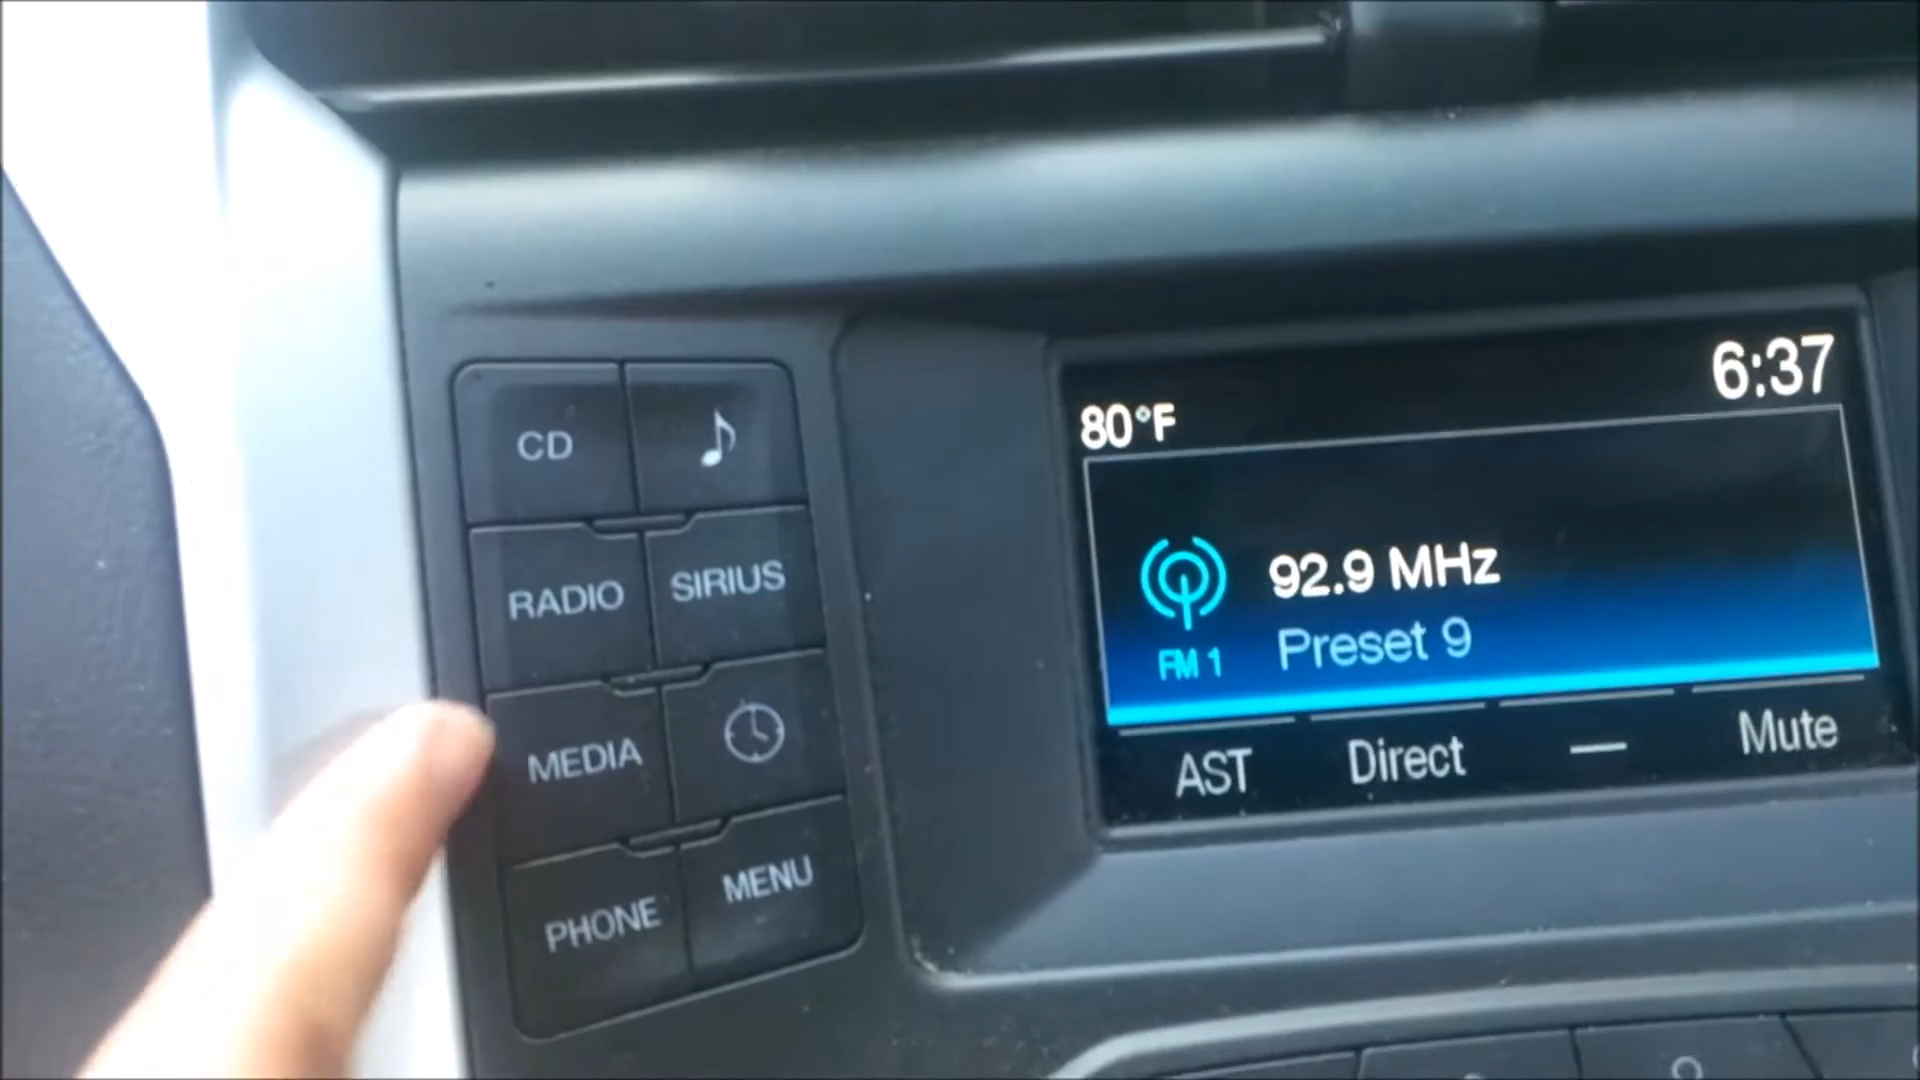 CD
RADIO SIRIUS
MEDIA
PHONE MENU
80°F 6:37
92.9 MHz
FM 1 Preset 9
AST Direct — Mute